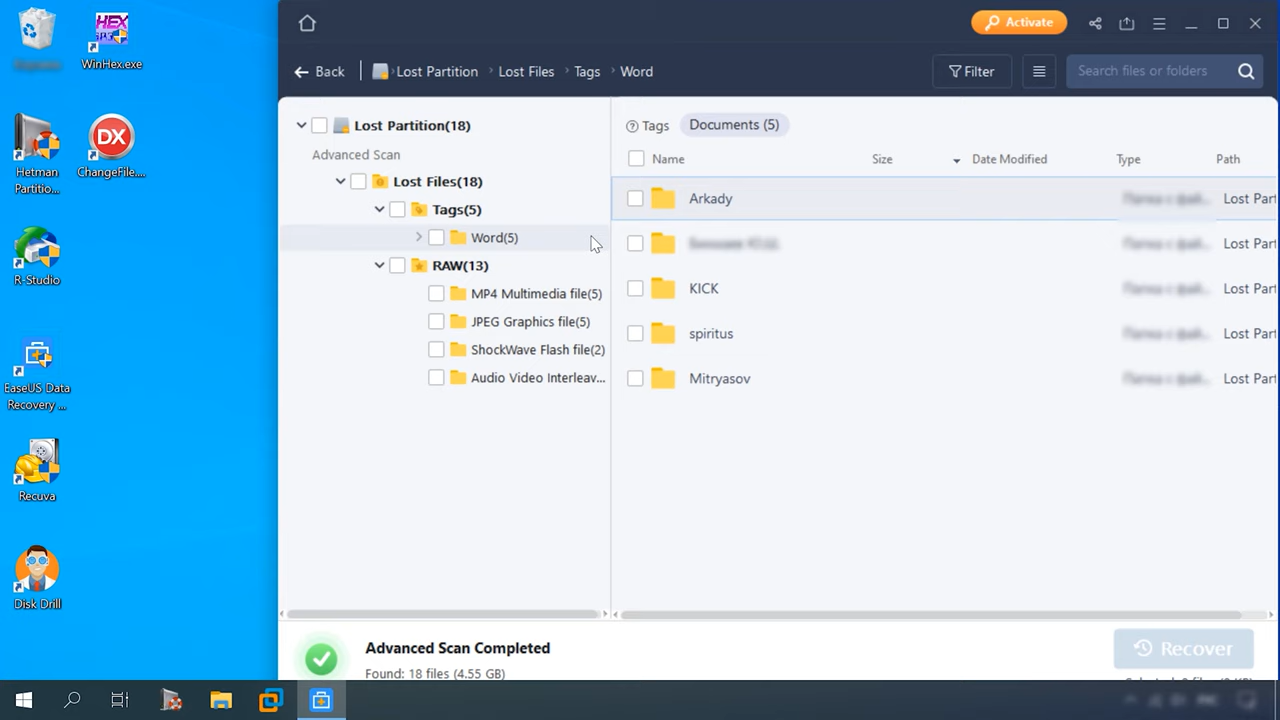 WinHex.exe
Hetman
Partitio...
ChangeFile....
R-Studio
EaseUS Data
Recovery ...
Recuva
Disk Drill
Activate
Back
Lost Partition
Lost Files
Tags
Word
Filter
Search files or folders
Lost Partition(18)
Advanced Scan
Lost Files(18)
Tags(5)
Word(5)
RAW(13)
MP4 Multimedia file(5)
JPEG Graphics file(5)
ShockWave Flash file(2)
Audio Video Interleav...
Tags
Documents (5)
Name Size Date Modified Type Path
Arkady Lost Part
Lost Part
KICK Lost Part
spiritus Lost Part
Mitryasov Lost Part
Advanced Scan Completed
Found: 18 files (4.55 GB)
Recover